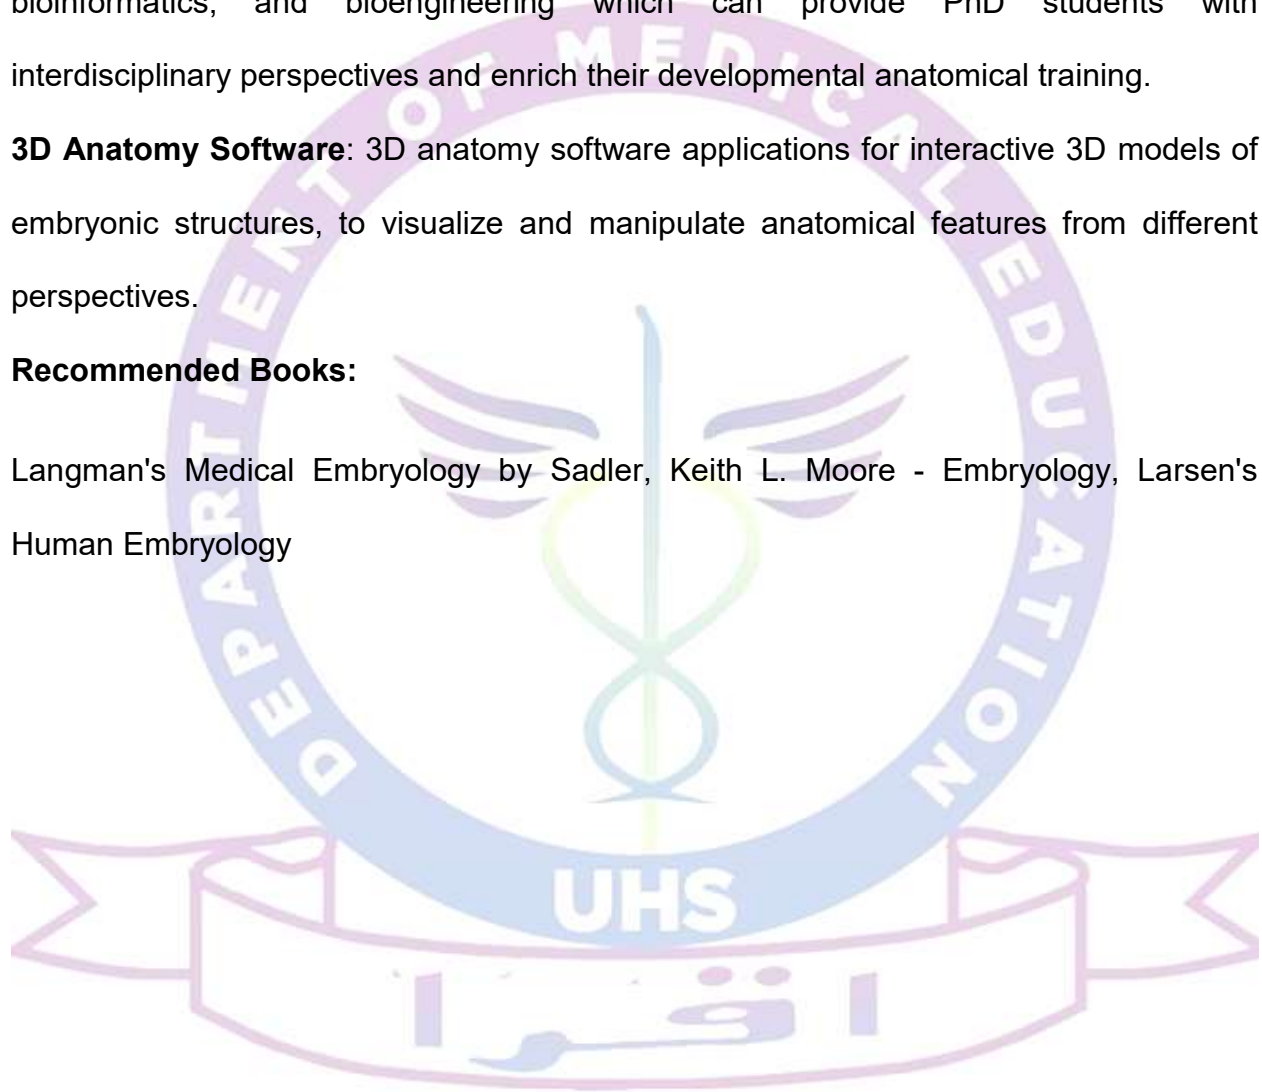 bioinformatics, and bioengineering which can provide PhD students with
interdisciplinary perspectives and enrich their developmental anatomical training.
3D Anatomy Software: 3D anatomy software applications for interactive 3D models of
embryonic structures, to visualize and manipulate anatomical features from different
perspectives.
Recommended Books:
Langman's Medical Embryology by Sadler, Keith L. Moore - Embryology, Larsen's
Human Embryology
DEPARTMENT OF MEDICAL EDUCATION
UHS
اقرا